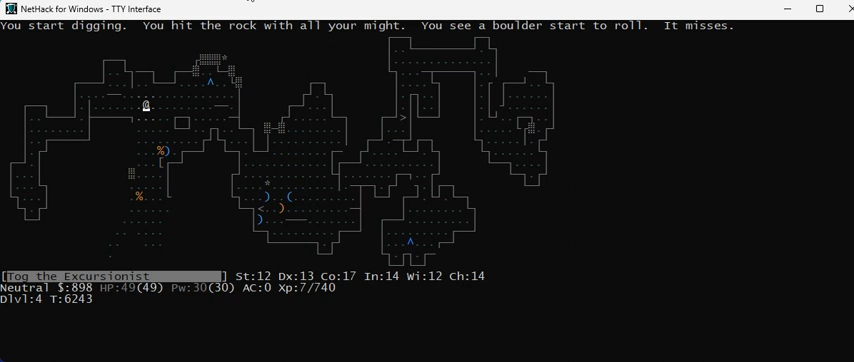 NetHack for Windows - TTY Interface
You start digging.  You hit the rock with all your might.  You see a boulder start to roll.  It misses.
[Tog the Excursionist          ] St:12 Dx:13 Co:17 In:14 Wi:12 Ch:14
Neutral $:898 HP:49(49) Pw:30(30) AC:0 Xp:7/740
Dlvl:4 T:6243